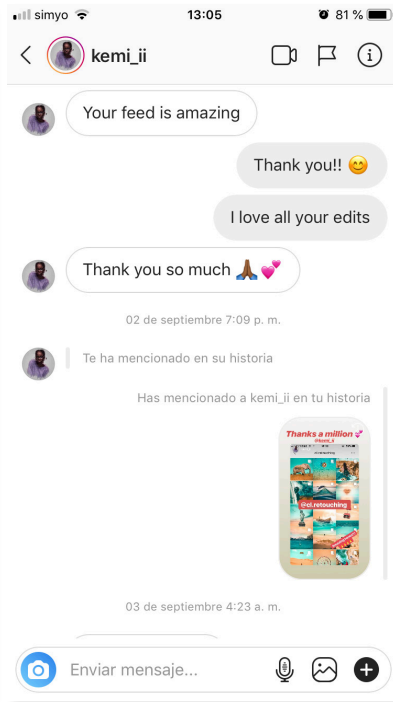 simyo 13:05 81 %
kemi_ii
Your feed is amazing
Thank you!! 😊
I love all your edits
Thank you so much 🙏🏾 💕
02 de septiembre 7:09 p. m.
Te ha mencionado en su historia
Has mencionado a kemi_ii en tu historia
Thanks a million 💕
@kemi_ii
@cl.retouching
03 de septiembre 4:23 a. m.
Enviar mensaje...